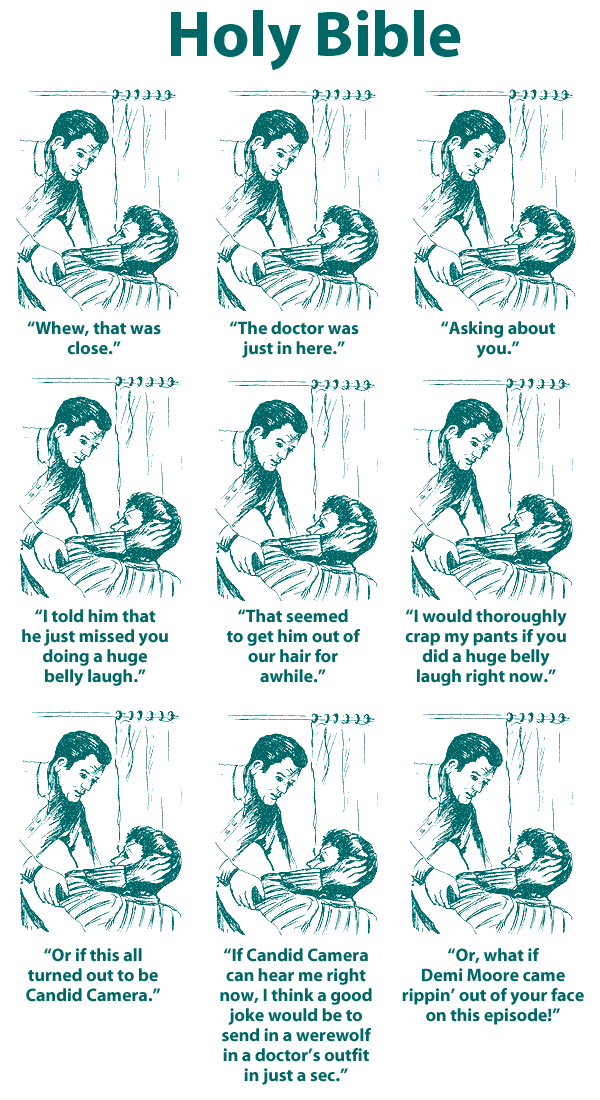 Holy Bible
“Whew, that was
close.”
“The doctor was
just in here.”
“Asking about
you.”
“I told him that
he just missed you
doing a huge
belly laugh.”
“That seemed
to get him out of
our hair for
awhile.”
“I would thoroughly
crap my pants if you
did a huge belly
laugh right now.”
“Or if this all
turned out to be
Candid Camera.”
“If Candid Camera
can hear me right
now, I think a good
joke would be to
send in a werewolf
in a doctor’s outfit
in just a sec.”
“Or, what if
Demi Moore came
rippin’ out of your face
on this episode!”